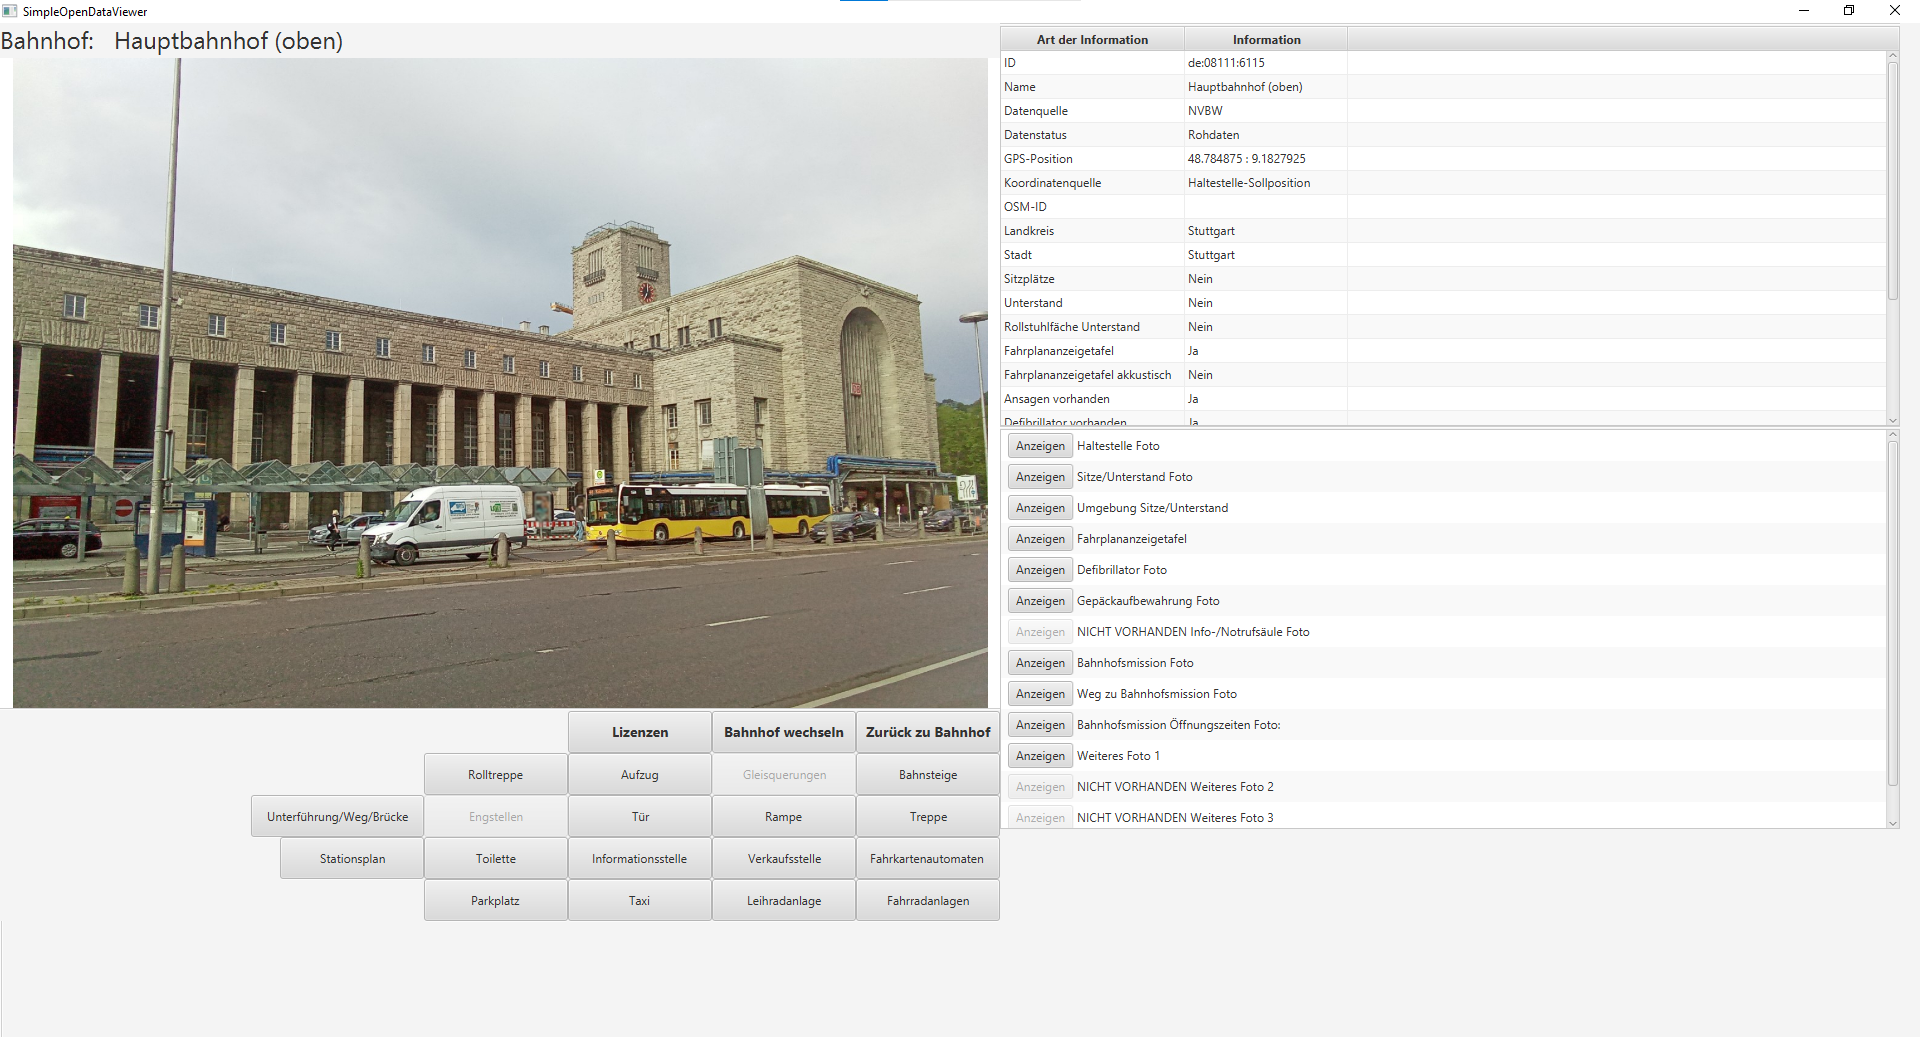 SimpleOpenDataViewer
Bahnhof: Hauptbahnhof (oben)
Art der Information Information
ID de:08111:6115
Name Hauptbahnhof (oben)
Datenquelle NVBW
Datenstatus Rohdaten
GPS-Position 48.784875 : 9.1827925
Koordinatenquelle Haltestelle-Sollposition
OSM-ID
Landkreis Stuttgart
Stadt Stuttgart
Sitzplätze Nein
Unterstand Nein
Rollstuhlfäche Unterstand Nein
Fahrplananzeigetafel Ja
Fahrplananzeigetafel akkustisch Nein
Ansagen vorhanden Ja
Defibrillator vorhanden Ja
Anzeigen Haltestelle Foto
Anzeigen Sitze/Unterstand Foto
Anzeigen Umgebung Sitze/Unterstand
Anzeigen Fahrplananzeigetafel
Anzeigen Defibrillator Foto
Anzeigen Gepäckaufbewahrung Foto
Anzeigen NICHT VORHANDEN Info-/Notrufsäule Foto
Anzeigen Bahnhofsmission Foto
Anzeigen Weg zu Bahnhofsmission Foto
Anzeigen Bahnhofsmission Öffnungszeiten Foto:
Anzeigen Weiteres Foto 1
Anzeigen NICHT VORHANDEN Weiteres Foto 2
Anzeigen NICHT VORHANDEN Weiteres Foto 3
Lizenzen Bahnhof wechseln Zurück zu Bahnhof
Rolltreppe Aufzug Gleisquerungen Bahnsteige
Unterführung/Weg/Brücke Engstellen Tür Rampe Treppe
Stationsplan Toilette Informationsstelle Verkaufsstelle Fahrkartenautomaten
Parkplatz Taxi Leihradanlage Fahrradanlagen